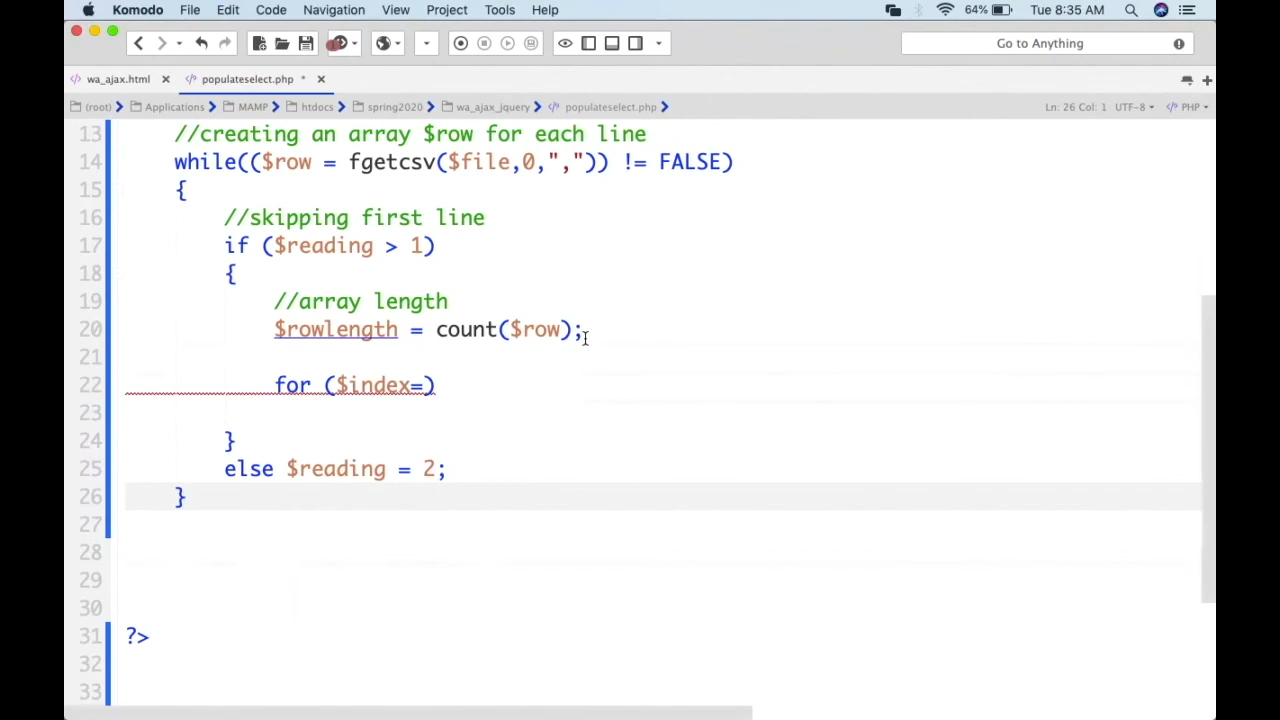 Komodo File Edit Code Navigation View Project Tools Help 64% Tue 8:35 AM
Go to Anything
wa_ajax.html populateselect.php *
(root) Applications MAMP htdocs spring2020 wa_ajax_jquery populateselect.php Ln: 26 Col: 1 UTF-8 PHP
13 //creating an array $row for each line
14 while(($row = fgetcsv($file,0,",")) != FALSE)
15 {
16 //skipping first line
17 if ($reading > 1)
18 {
19 //array length
20 $rowlength = count($row);
21
22 for ($index=)
23
24 }
25 else $reading = 2;
26 }
27
28
29
30
31 ?>
32
33